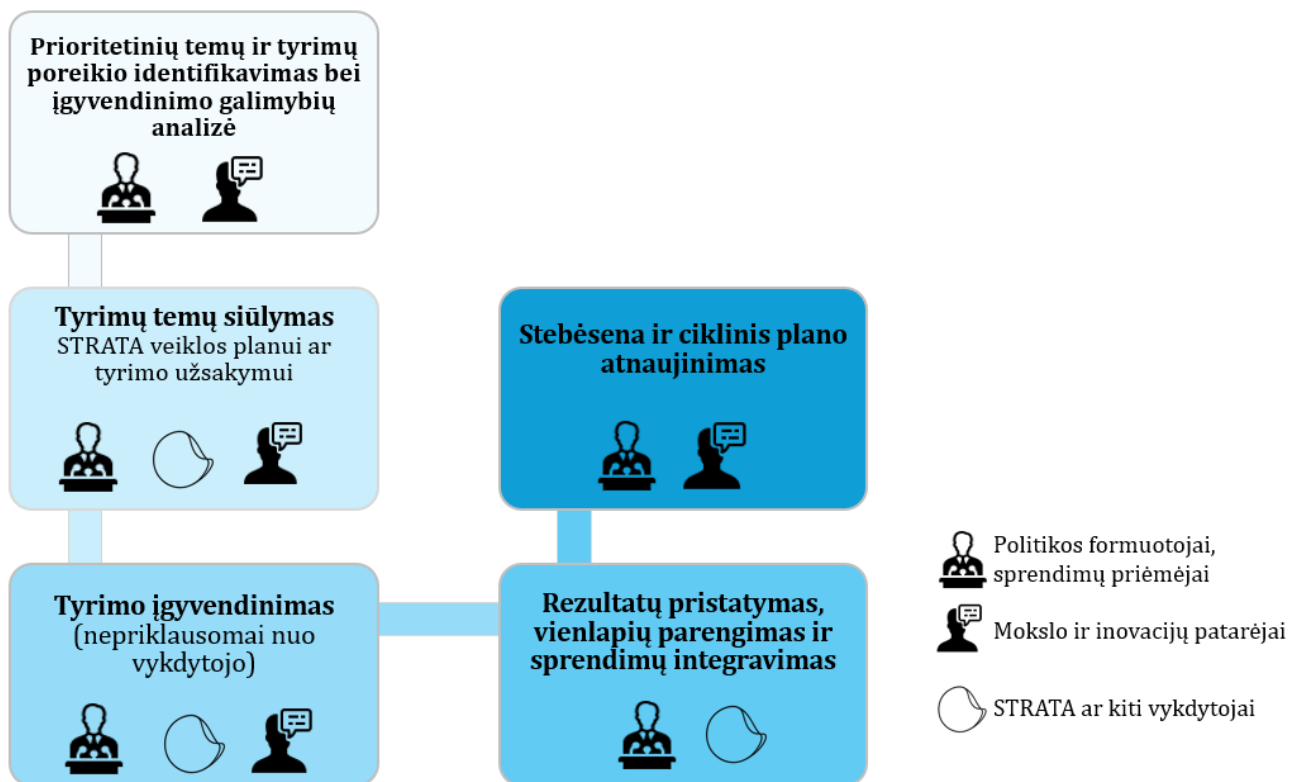 Prioritetinių temų ir tyrimų
poreikio identifikavimas bei
įgyvendinimo galimybių
analizė
Tyrimų temų siūlymas
STRATA veiklos planui ar
tyrimo užsakymui
Tyrimo įgyvendinimas
(nepriklausomai nuo
vykdytojo)
Rezultatų pristatymas,
vienlapių parengimas ir
sprendimų integravimas
Stebėsena ir ciklinis plano
atnaujinimas
Politikos formuotojai,
sprendimų priėmėjai
Mokslo ir inovacijų patarėjai
STRATA ar kiti vykdytojai